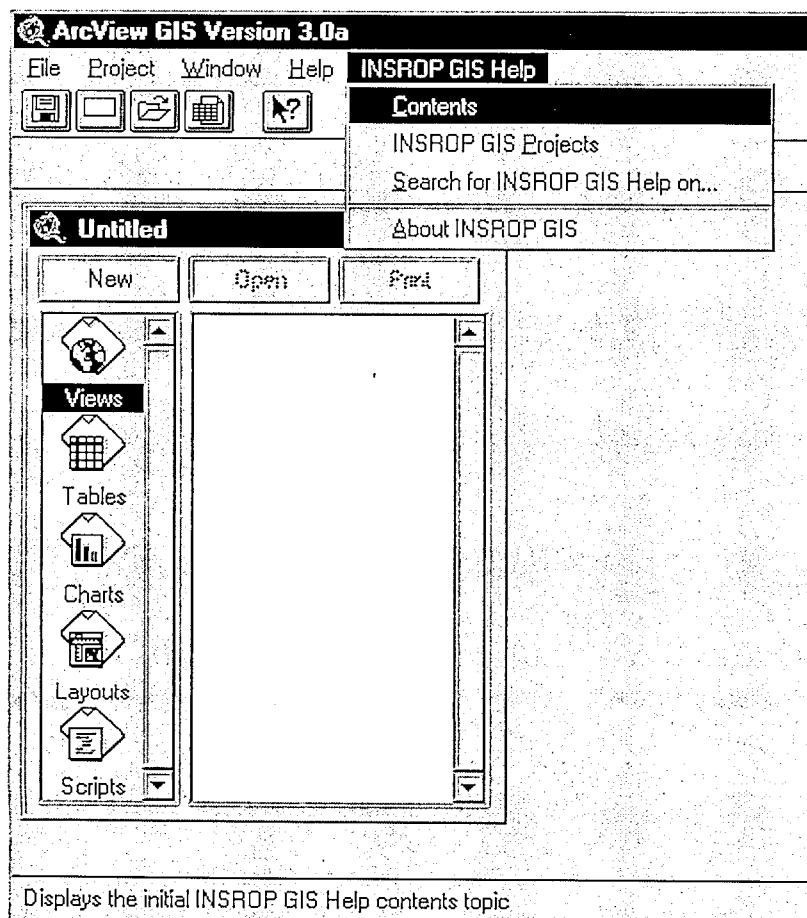 ArcView GIS Version 3.0a
File Project Window Help INSROP GIS Help
Contents
INSROP GIS Projects
Search for INSROP GIS Help on...
About INSROP GIS
Untitled
New Open Print
Views
Tables
Charts
Layouts
Scripts
Displays the initial INSROP GIS Help contents topic